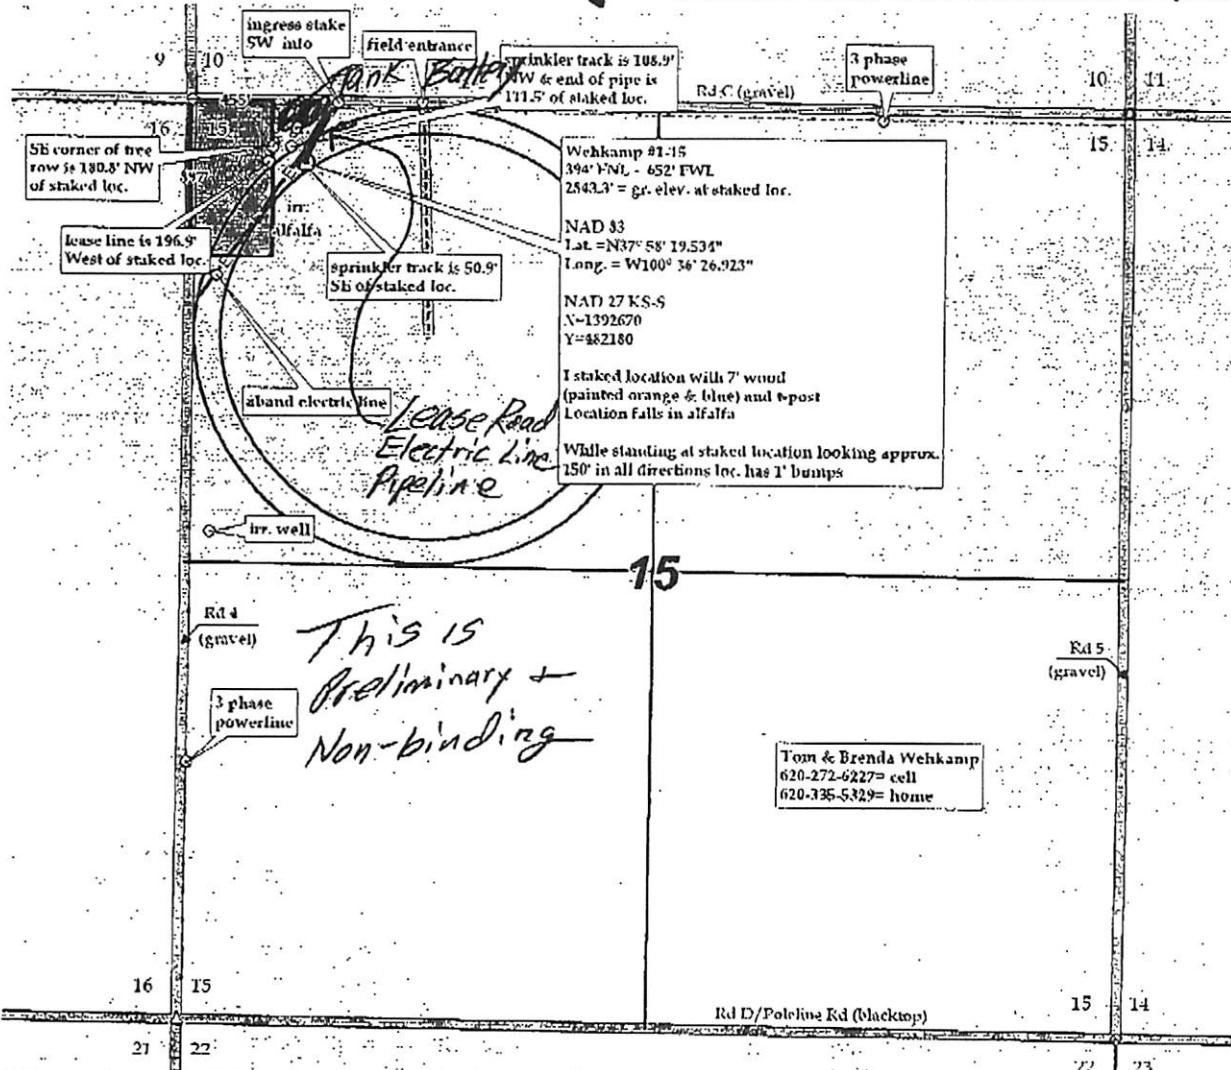 ingress stake
SW into
field entrance
Tank Battery
sprinkler track is 108.9'
NW & end of pipe is
111.5' of staked loc.
3 phase
powerline
9 10
10 11
Rd C (gravel)
455'
16 15
15 14
SE corner of tree
row is 180.8' NW
of staked loc.
irr.
alfalfa
lease line is 196.9'
West of staked loc.
sprinkler track is 50.9'
SE of staked loc.
Wehkamp #1-15
394' FNL - 652' FWL
2843.3' = gr. elev. at staked loc.
NAD 83
Lat. =N37° 58' 19.534"
Long. = W100° 36' 26.923"
NAD 27 KS-S
X=1392670
Y=482180
I staked location with 7' wood
(painted orange & blue) and t-post
Location falls in alfalfa
While standing at staked location looking approx.
150' in all directions loc. has 1' bumps
aband electric line
Lease Road
Electric Line
Pipeline
irr. well
15
Rd 4
(gravel)
This is
Preliminary +
Non-binding
Rd 5
(gravel)
3 phase
powerline
Tom & Brenda Wehkamp
620-272-6227= cell
620-335-5329= home
16 15
15 14
Rd D/Poleline Rd (blacktop)
21 22
22 23